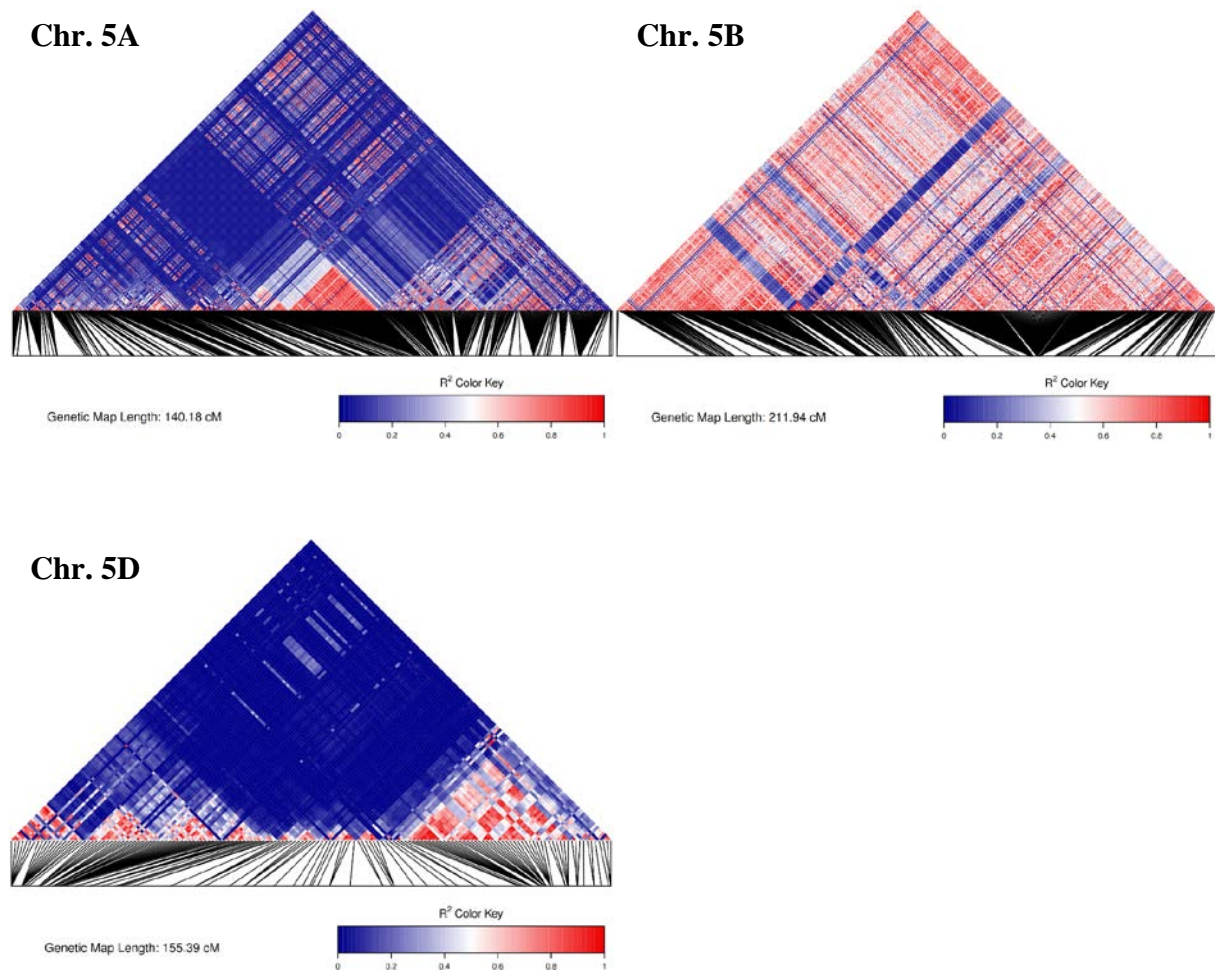 Chr. 5A
Chr. 5B
R² Color Key
Genetic Map Length: 140.18 cM
0 0.2 0.4 0.6 0.8 1
R² Color Key
Genetic Map Length: 211.94 cM
0 0.2 0.4 0.6 0.8 1
Chr. 5D
R² Color Key
Genetic Map Length: 155.39 cM
0 0.2 0.4 0.6 0.8 1